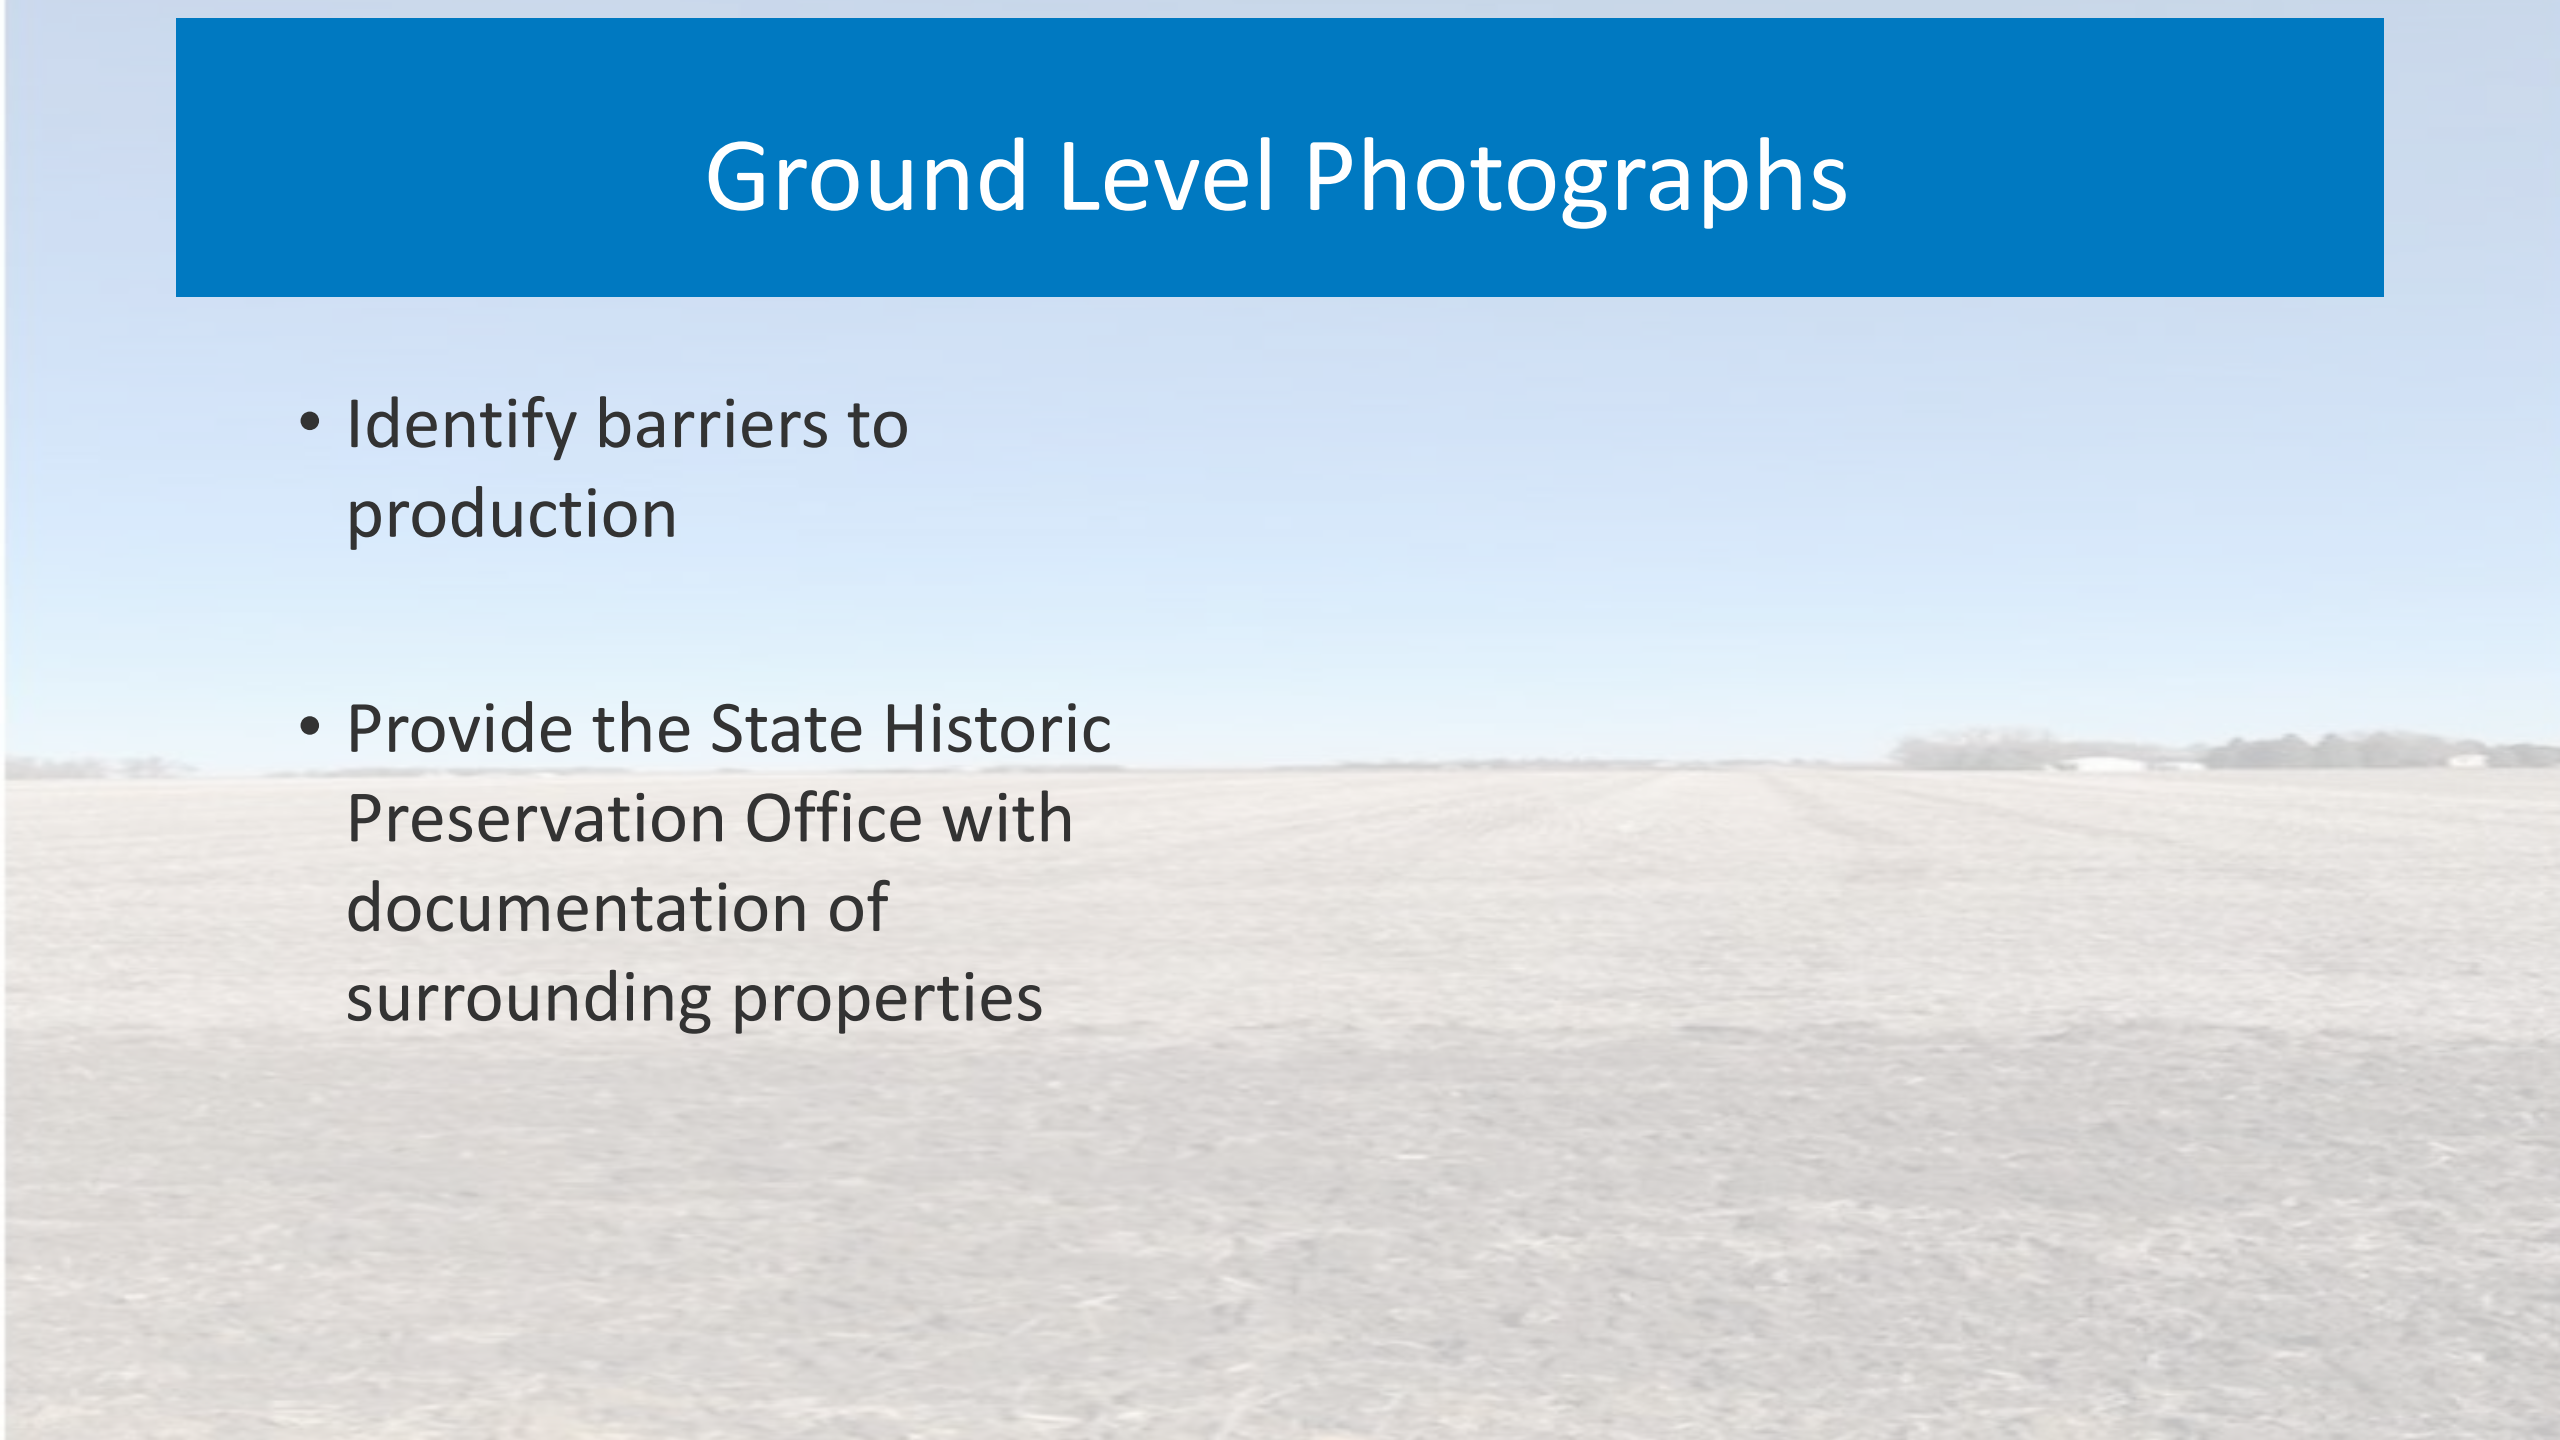 Ground Level Photographs
• Identify barriers to
production
• Provide the State Historic
Preservation Office with
documentation of
surrounding properties